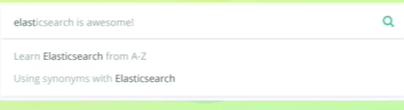 elasticsearch is awesome!
Learn Elasticsearch from A-Z
Using synonyms with Elasticsearch